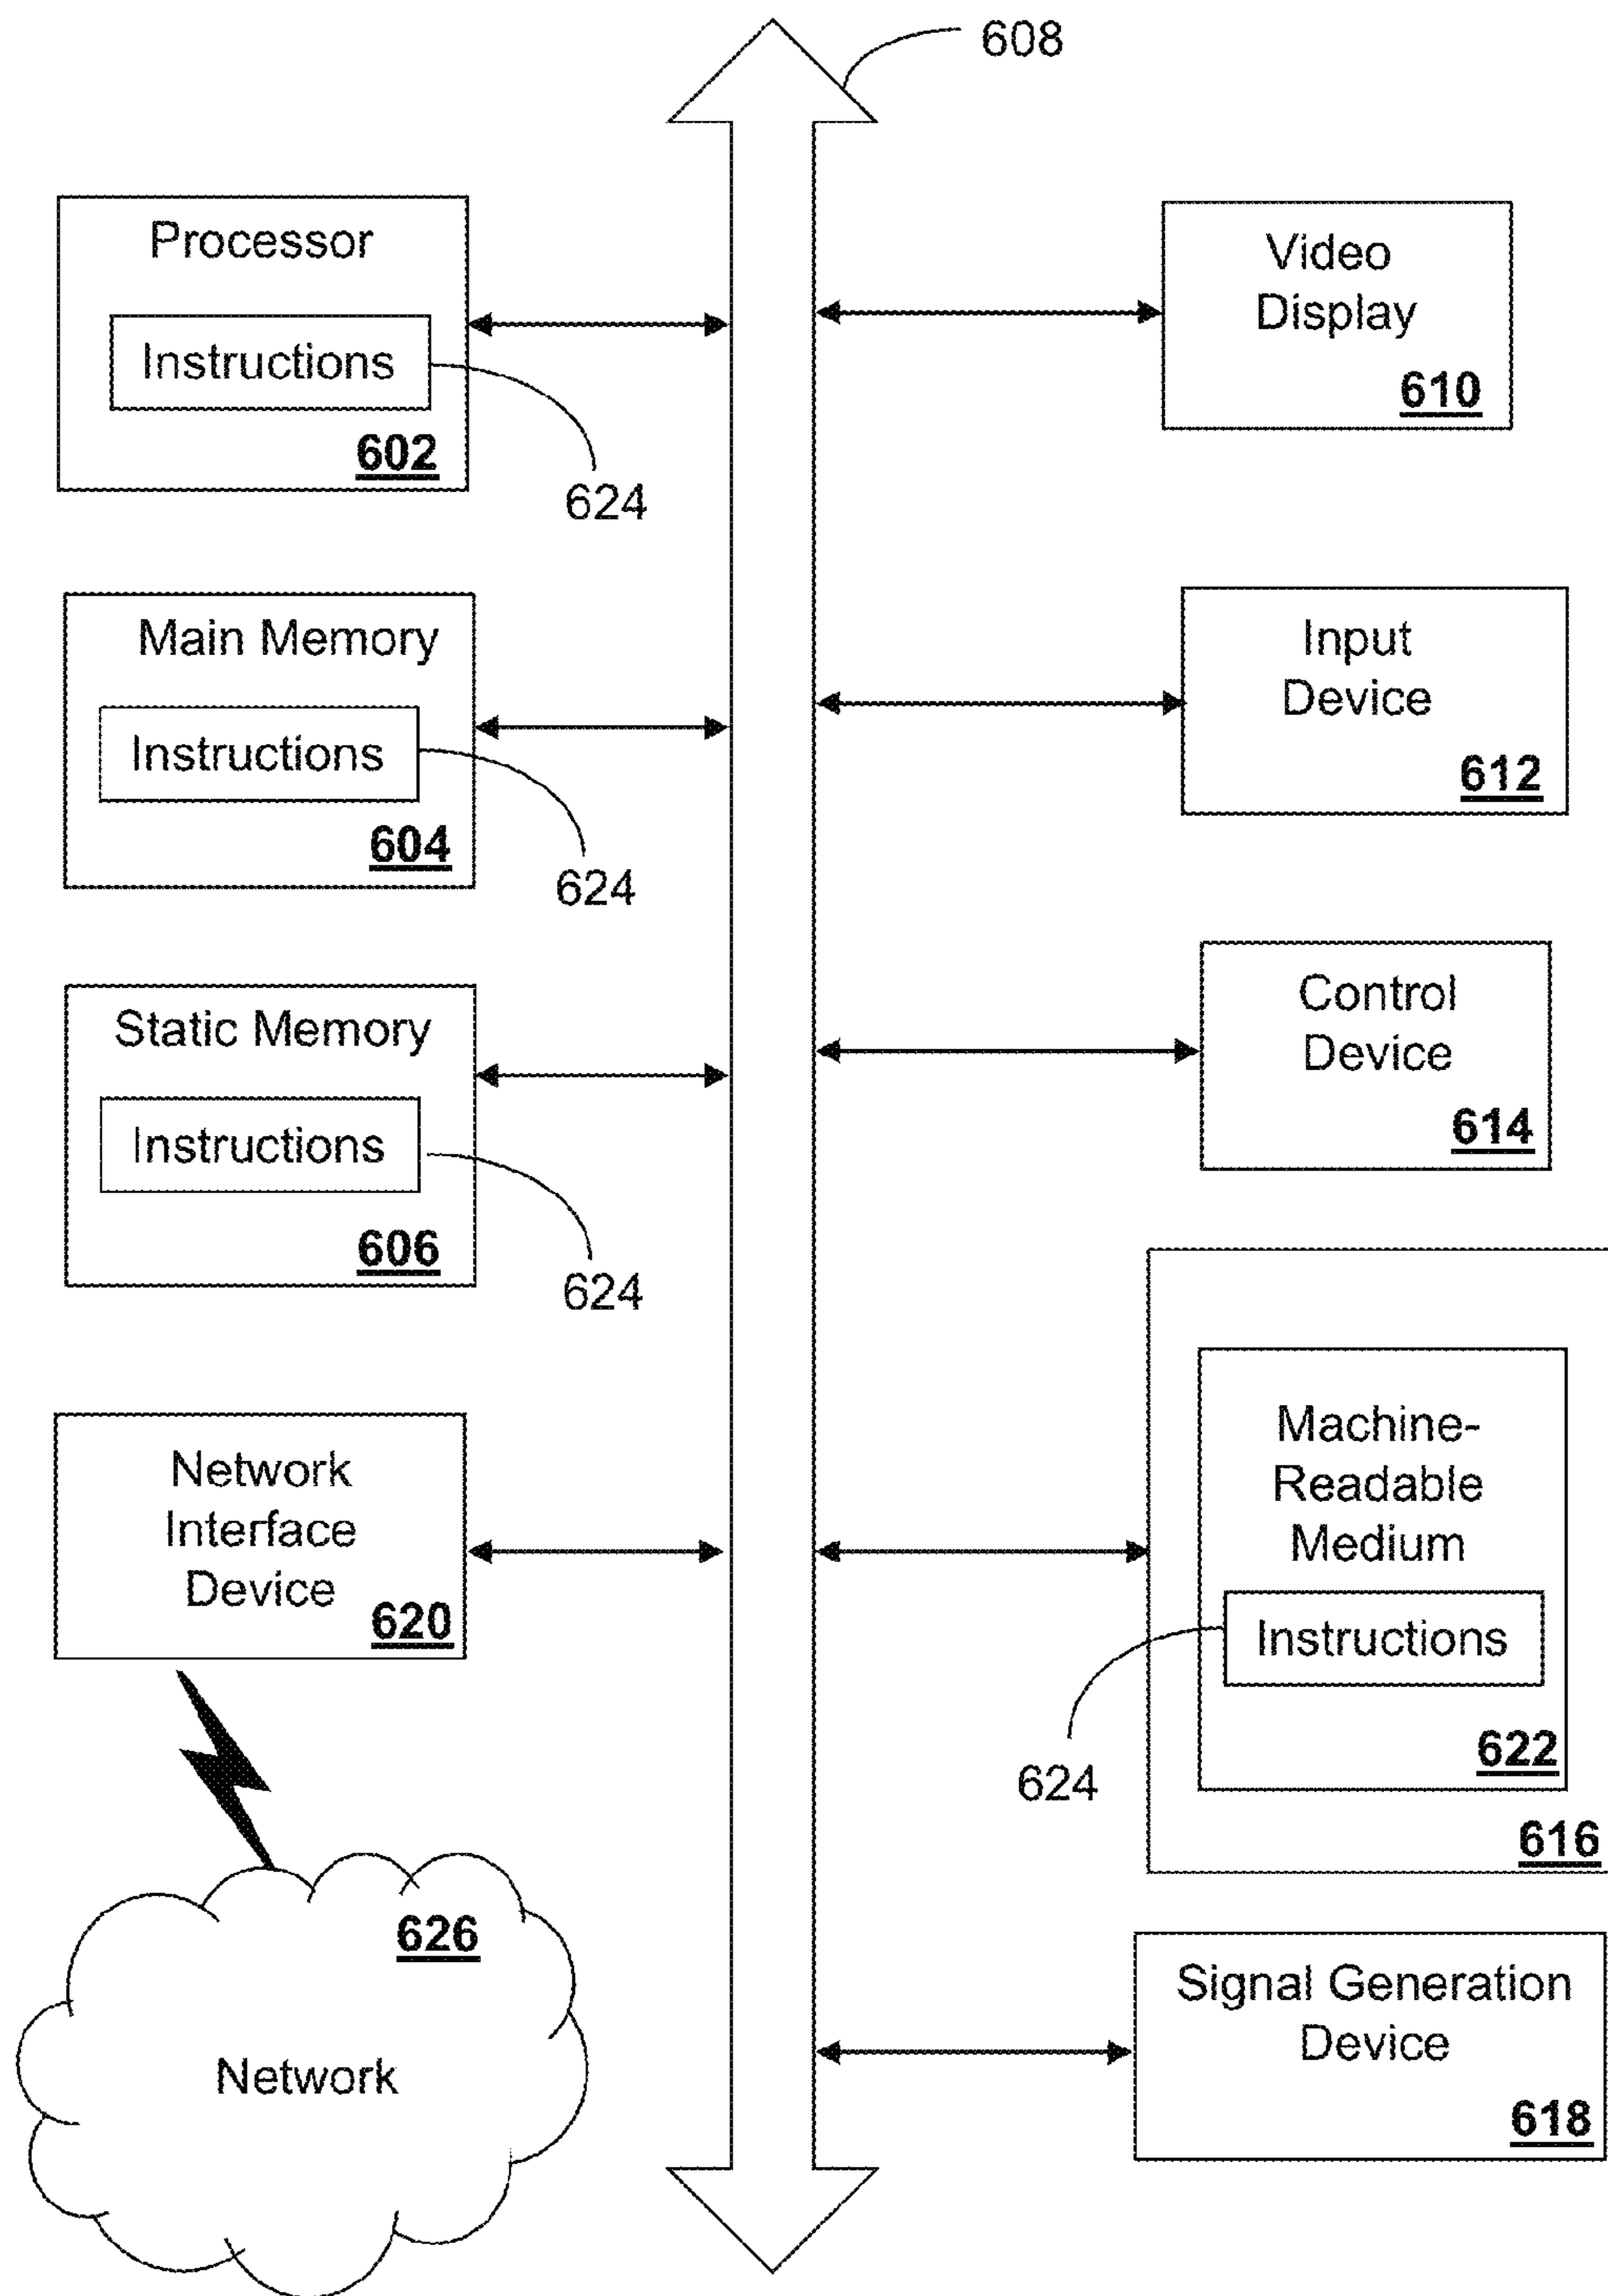 608
Processor
Instructions
602
624
Main Memory
Instructions
604
624
Static Memory
Instructions
606
624
Network
Interface
Device
620
626
Network
Video
Display
610
Input
Device
612
Control
Device
614
Machine-
Readable
Medium
Instructions
624
622
616
Signal Generation
Device
618